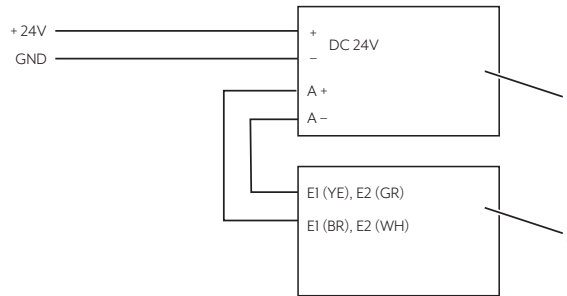 + 24V
GND
+
DC 24V
–
A +
A –
E1 (YE), E2 (GR)
E1 (BR), E2 (WH)